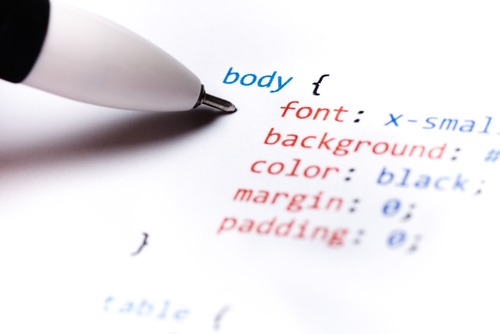 body {
font: x-smal
background: #
color: black;
margin: 0;
padding: 0;
}
table {